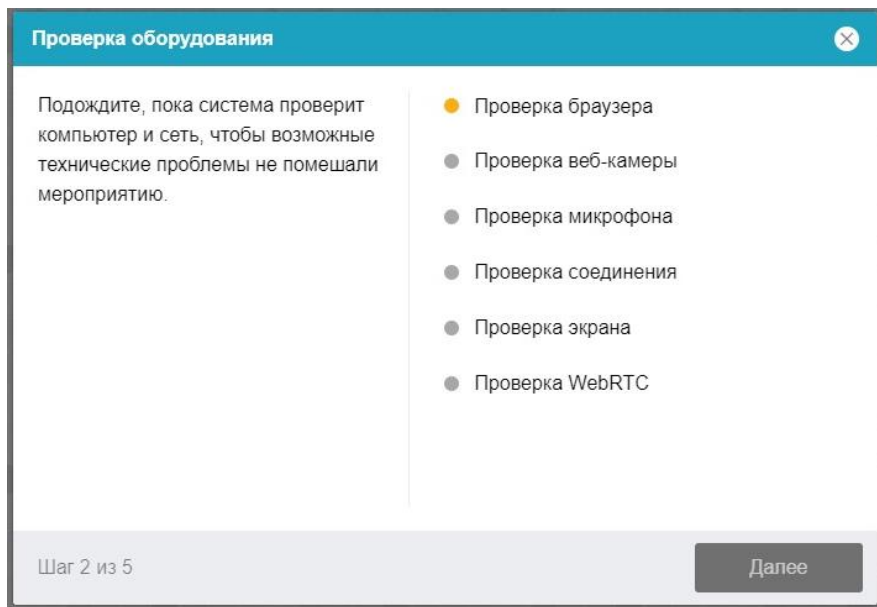 Проверка оборудования
Подождите, пока система проверит
компьютер и сеть, чтобы возможные
технические проблемы не помешали
мероприятию.
Проверка браузера
Проверка веб-камеры
Проверка микрофона
Проверка соединения
Проверка экрана
Проверка WebRTC
Шаг 2 из 5
Далее